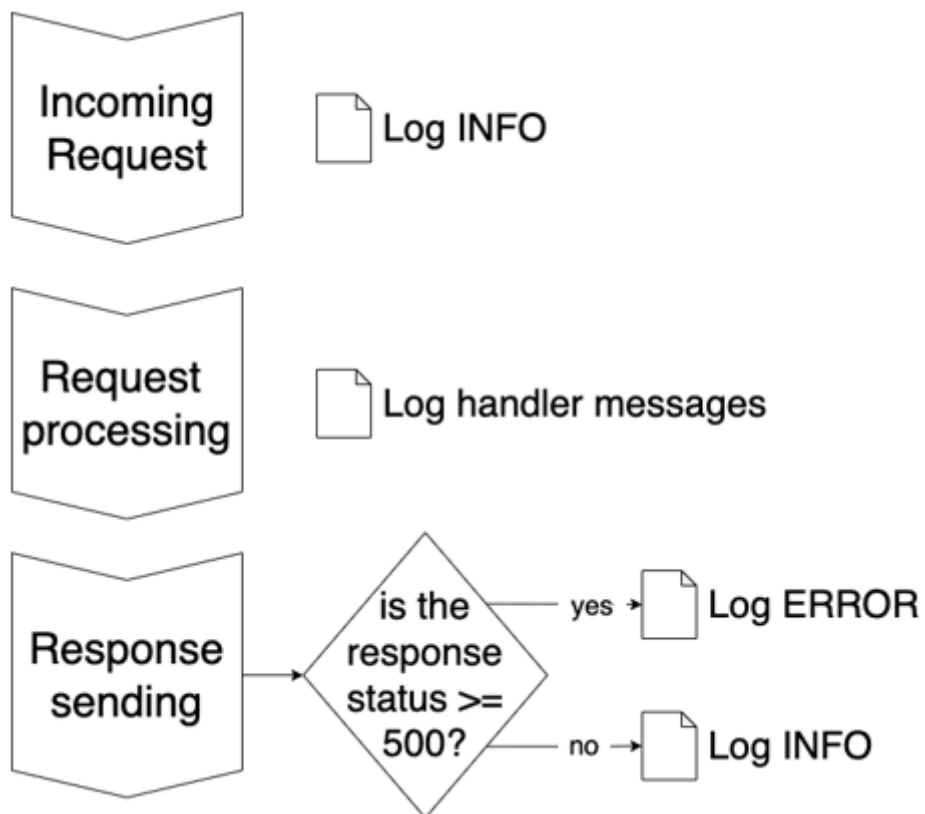 Incoming
Request
Log INFO
Request
processing
Log handler messages
Response
sending
is the
response
status >=
500?
yes
Log ERROR
no
Log INFO